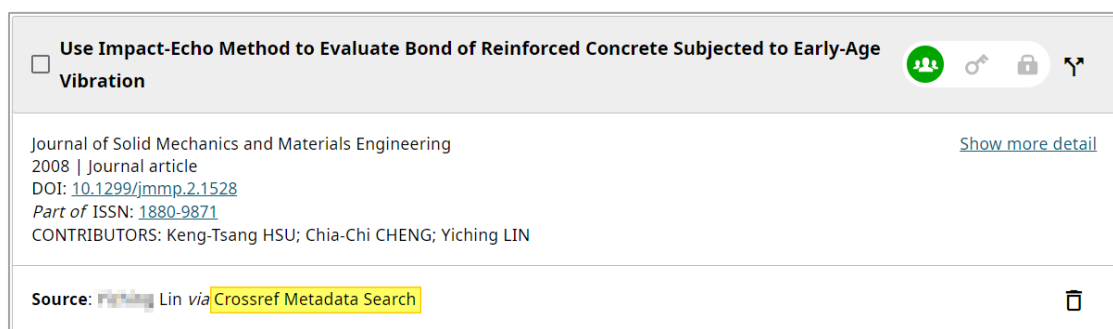 Use Impact-Echo Method to Evaluate Bond of Reinforced Concrete Subjected to Early-Age
Vibration
Journal of Solid Mechanics and Materials Engineering
Show more detail
2008 | Journal article
DOI: 10.1299/jmmp.2.1528
Part of ISSN: 1880-9871
CONTRIBUTORS: Keng-Tsang HSU; Chia-Chi CHENG; Yiching LIN
Source: Lin via Crossref Metadata Search